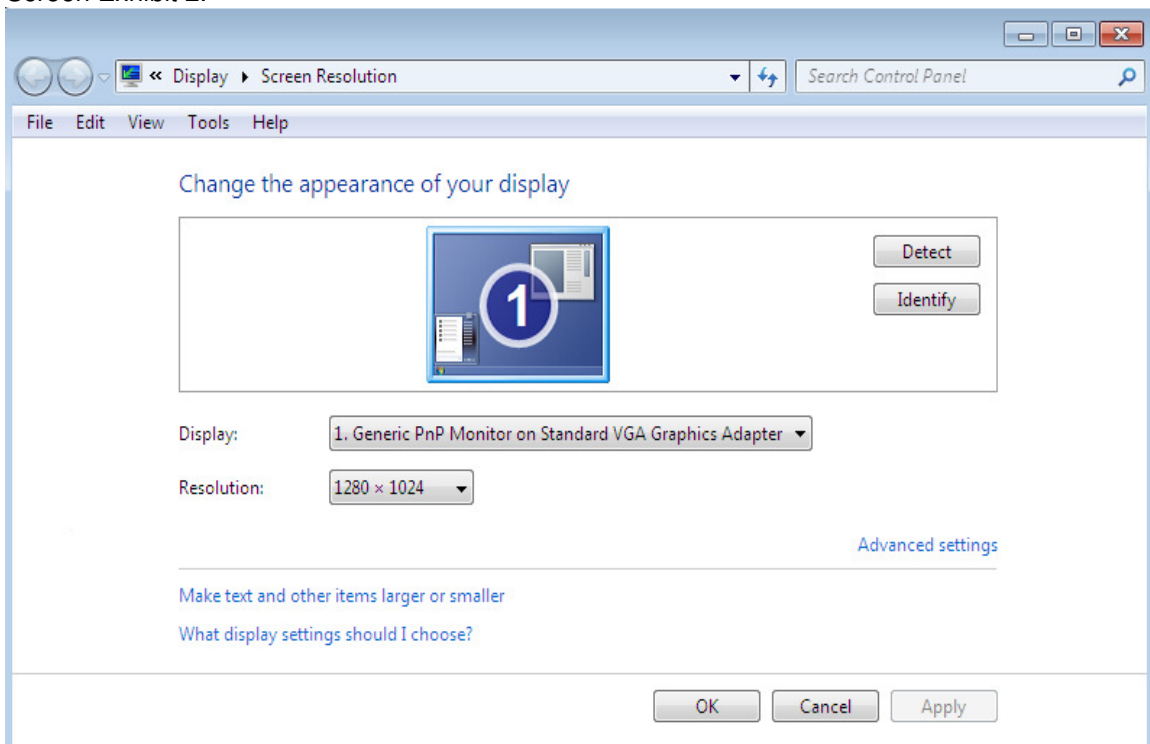 « Display ▸ Screen Resolution Search Control Panel
File Edit View Tools Help
Change the appearance of your display
1
Detect
Identify
Display: 1. Generic PnP Monitor on Standard VGA Graphics Adapter
Resolution: 1280 × 1024
Advanced settings
Make text and other items larger or smaller
What display settings should I choose?
OK Cancel Apply